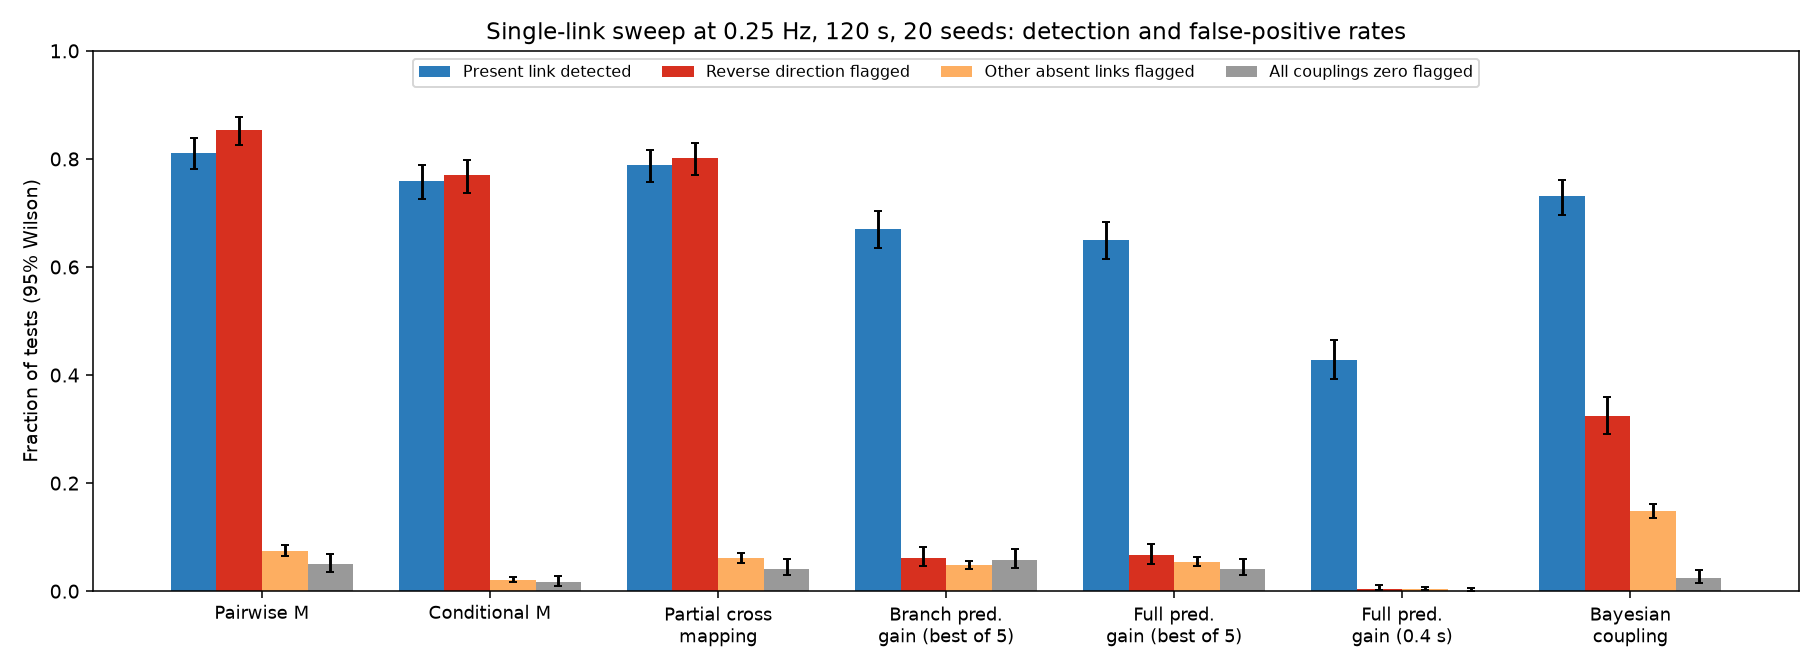 Single-link sweep at 0.25 Hz, 120 s, 20 seeds: detection and false-positive rates
Present link detected
Reverse direction flagged
Other absent links flagged
All couplings zero flagged
Fraction of tests (95% Wilson)
1.0
0.8
0.6
0.4
0.2
0.0
Pairwise M
Conditional M
Partial cross
mapping
Branch pred.
gain (best of 5)
Full pred.
gain (best of 5)
Full pred.
gain (0.4 s)
Bayesian
coupling